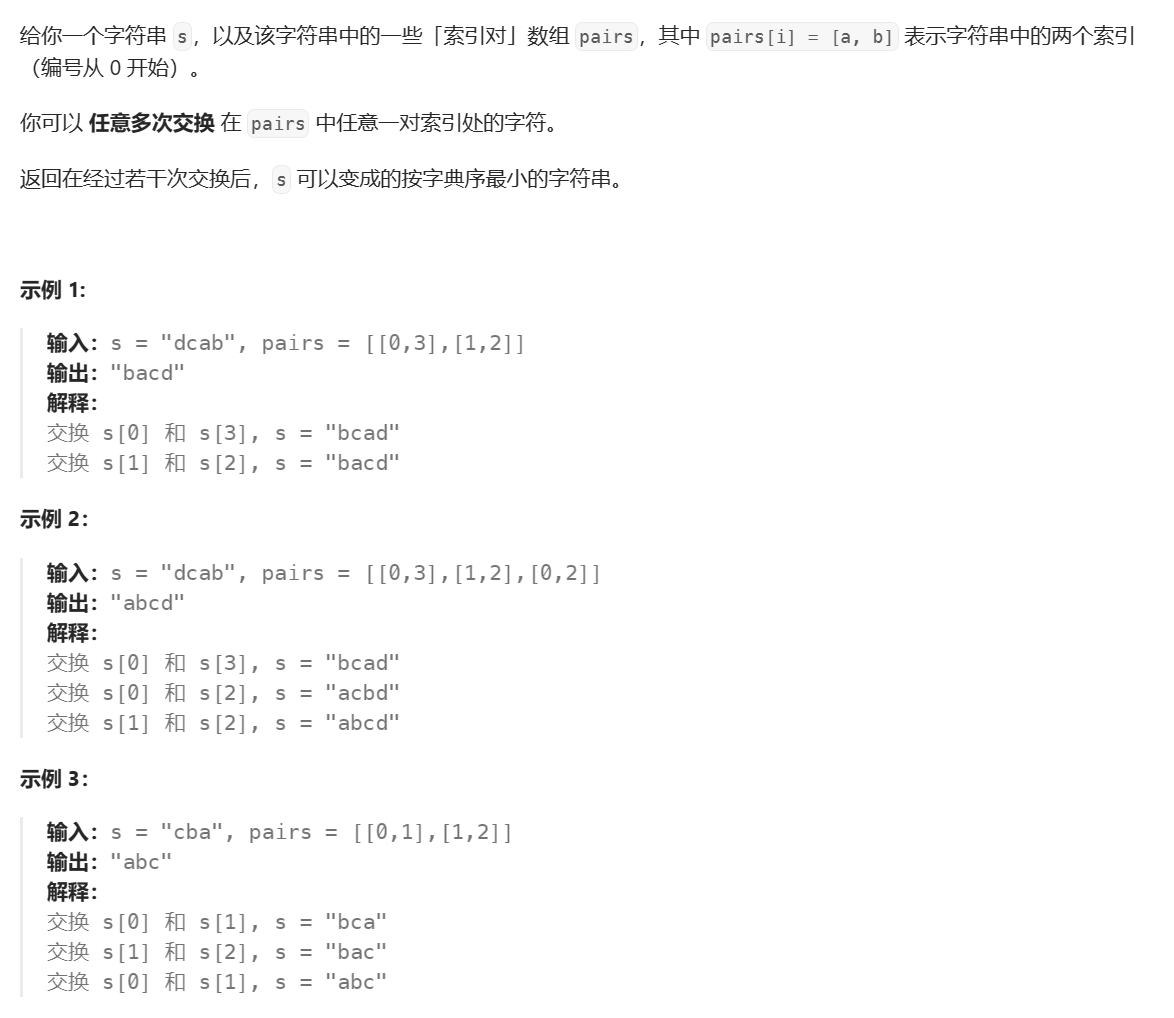 给你一个字符串 s，以及该字符串中的一些「索引对」数组 pairs，其中 pairs[i] = [a, b] 表示字符串中的两个索引
（编号从 0 开始）。
你可以 任意多次交换 在 pairs 中任意一对索引处的字符。
返回在经过若干次交换后，s 可以变成的按字典序最小的字符串。
示例 1:
输入：s = "dcab", pairs = [[0,3],[1,2]]
输出："bacd"
解释：
交换 s[0] 和 s[3], s = "bcad"
交换 s[1] 和 s[2], s = "bacd"
示例 2：
输入：s = "dcab", pairs = [[0,3],[1,2],[0,2]]
输出："abcd"
解释：
交换 s[0] 和 s[3], s = "bcad"
交换 s[0] 和 s[2], s = "acbd"
交换 s[1] 和 s[2], s = "abcd"
示例 3：
输入：s = "cba", pairs = [[0,1],[1,2]]
输出："abc"
解释：
交换 s[0] 和 s[1], s = "bca"
交换 s[1] 和 s[2], s = "bac"
交换 s[0] 和 s[1], s = "abc"